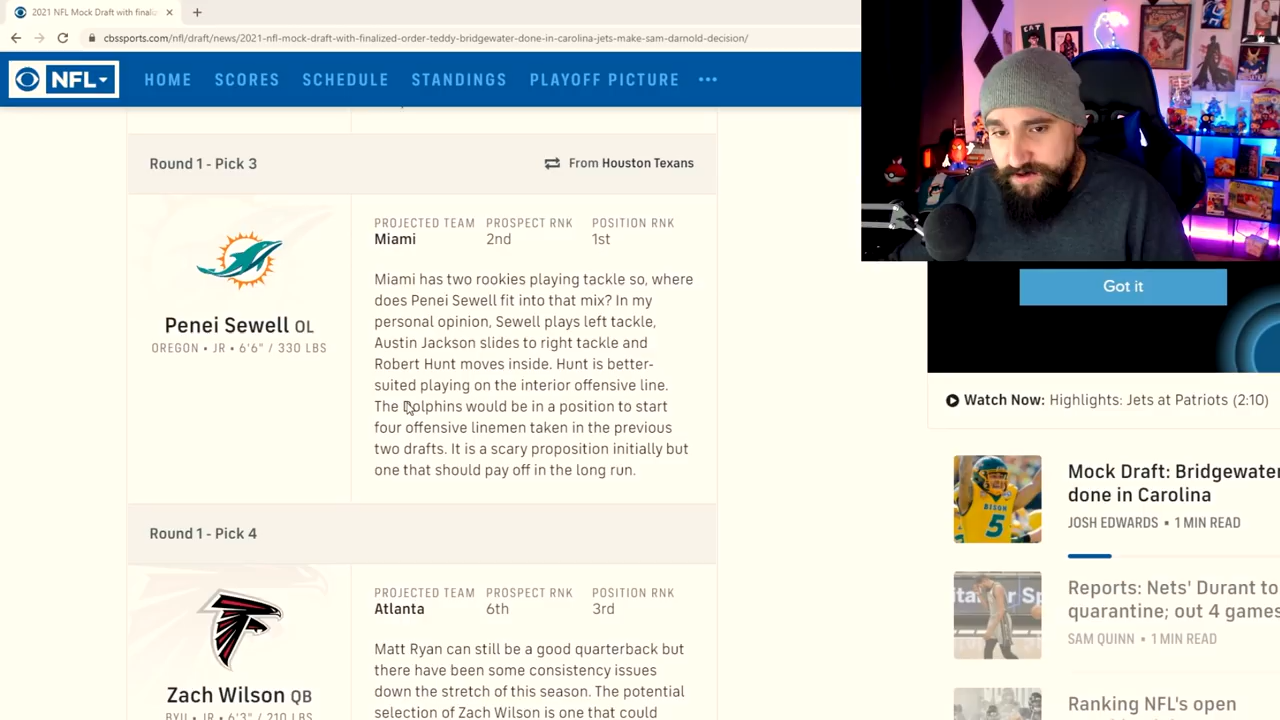 2021 NFL Mock Draft with finaliz
cbssports.com/nfl/draft/news/2021-nfl-mock-draft-with-finalized-order-teddy-bridgewater-done-in-carolina-jets-make-sam-darnold-decision/
NFL HOME SCORES SCHEDULE STANDINGS PLAYOFF PICTURE
Round 1 - Pick 3 From Houston Texans
PROJECTED TEAM PROSPECT RNK POSITION RNK
Miami 2nd 1st
Penei Sewell OL
OREGON • JR • 6'6" / 330 LBS
Miami has two rookies playing tackle so, where
does Penei Sewell fit into that mix? In my
personal opinion, Sewell plays left tackle,
Austin Jackson slides to right tackle and
Robert Hunt moves inside. Hunt is better-
suited playing on the interior offensive line.
The Dolphins would be in a position to start
four offensive linemen taken in the previous
two drafts. It is a scary proposition initially but
one that should pay off in the long run.
Round 1 - Pick 4
PROJECTED TEAM PROSPECT RNK POSITION RNK
Atlanta 6th 3rd
Zach Wilson QB
BYU • JR • 6'3" / 210 LBS
Matt Ryan can still be a good quarterback but
there have been some consistency issues
down the stretch of this season. The potential
selection of Zach Wilson is one that could
Got it
Watch Now: Highlights: Jets at Patriots (2:10)
BISON
5
Mock Draft: Bridgewater
done in Carolina
JOSH EDWARDS • 1 MIN READ
Reports: Nets' Durant to
quarantine; out 4 games
SAM QUINN • 1 MIN READ
Ranking NFL's open